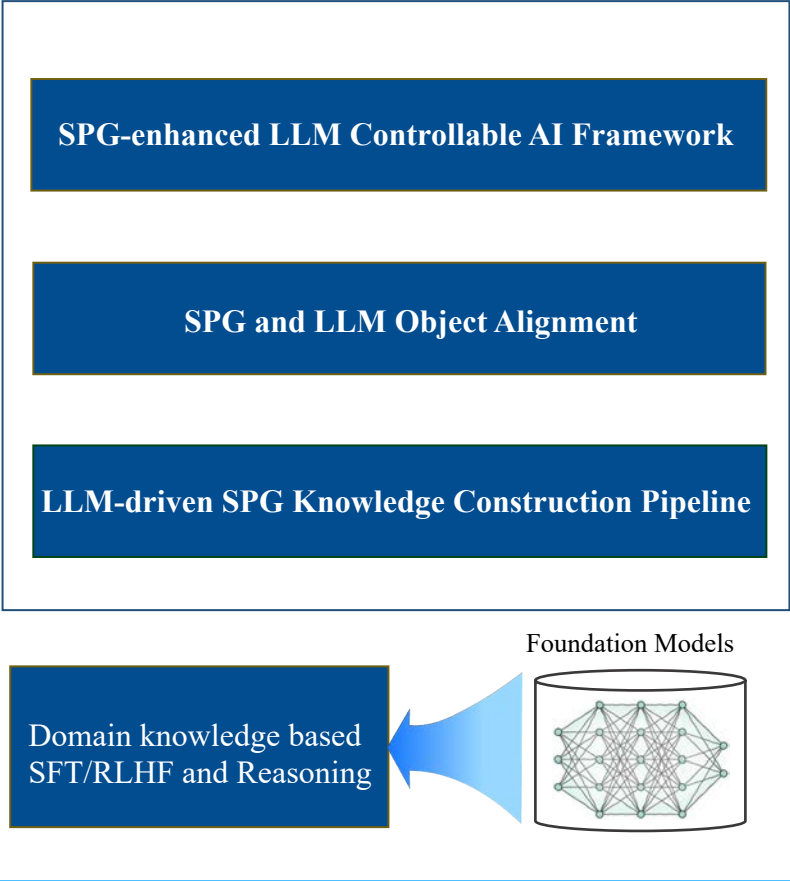 SPG-enhanced LLM Controllable AI Framework
SPG and LLM Object Alignment
LLM-driven SPG Knowledge Construction Pipeline
Foundation Models
Domain knowledge based
SFT/RLHF and Reasoning